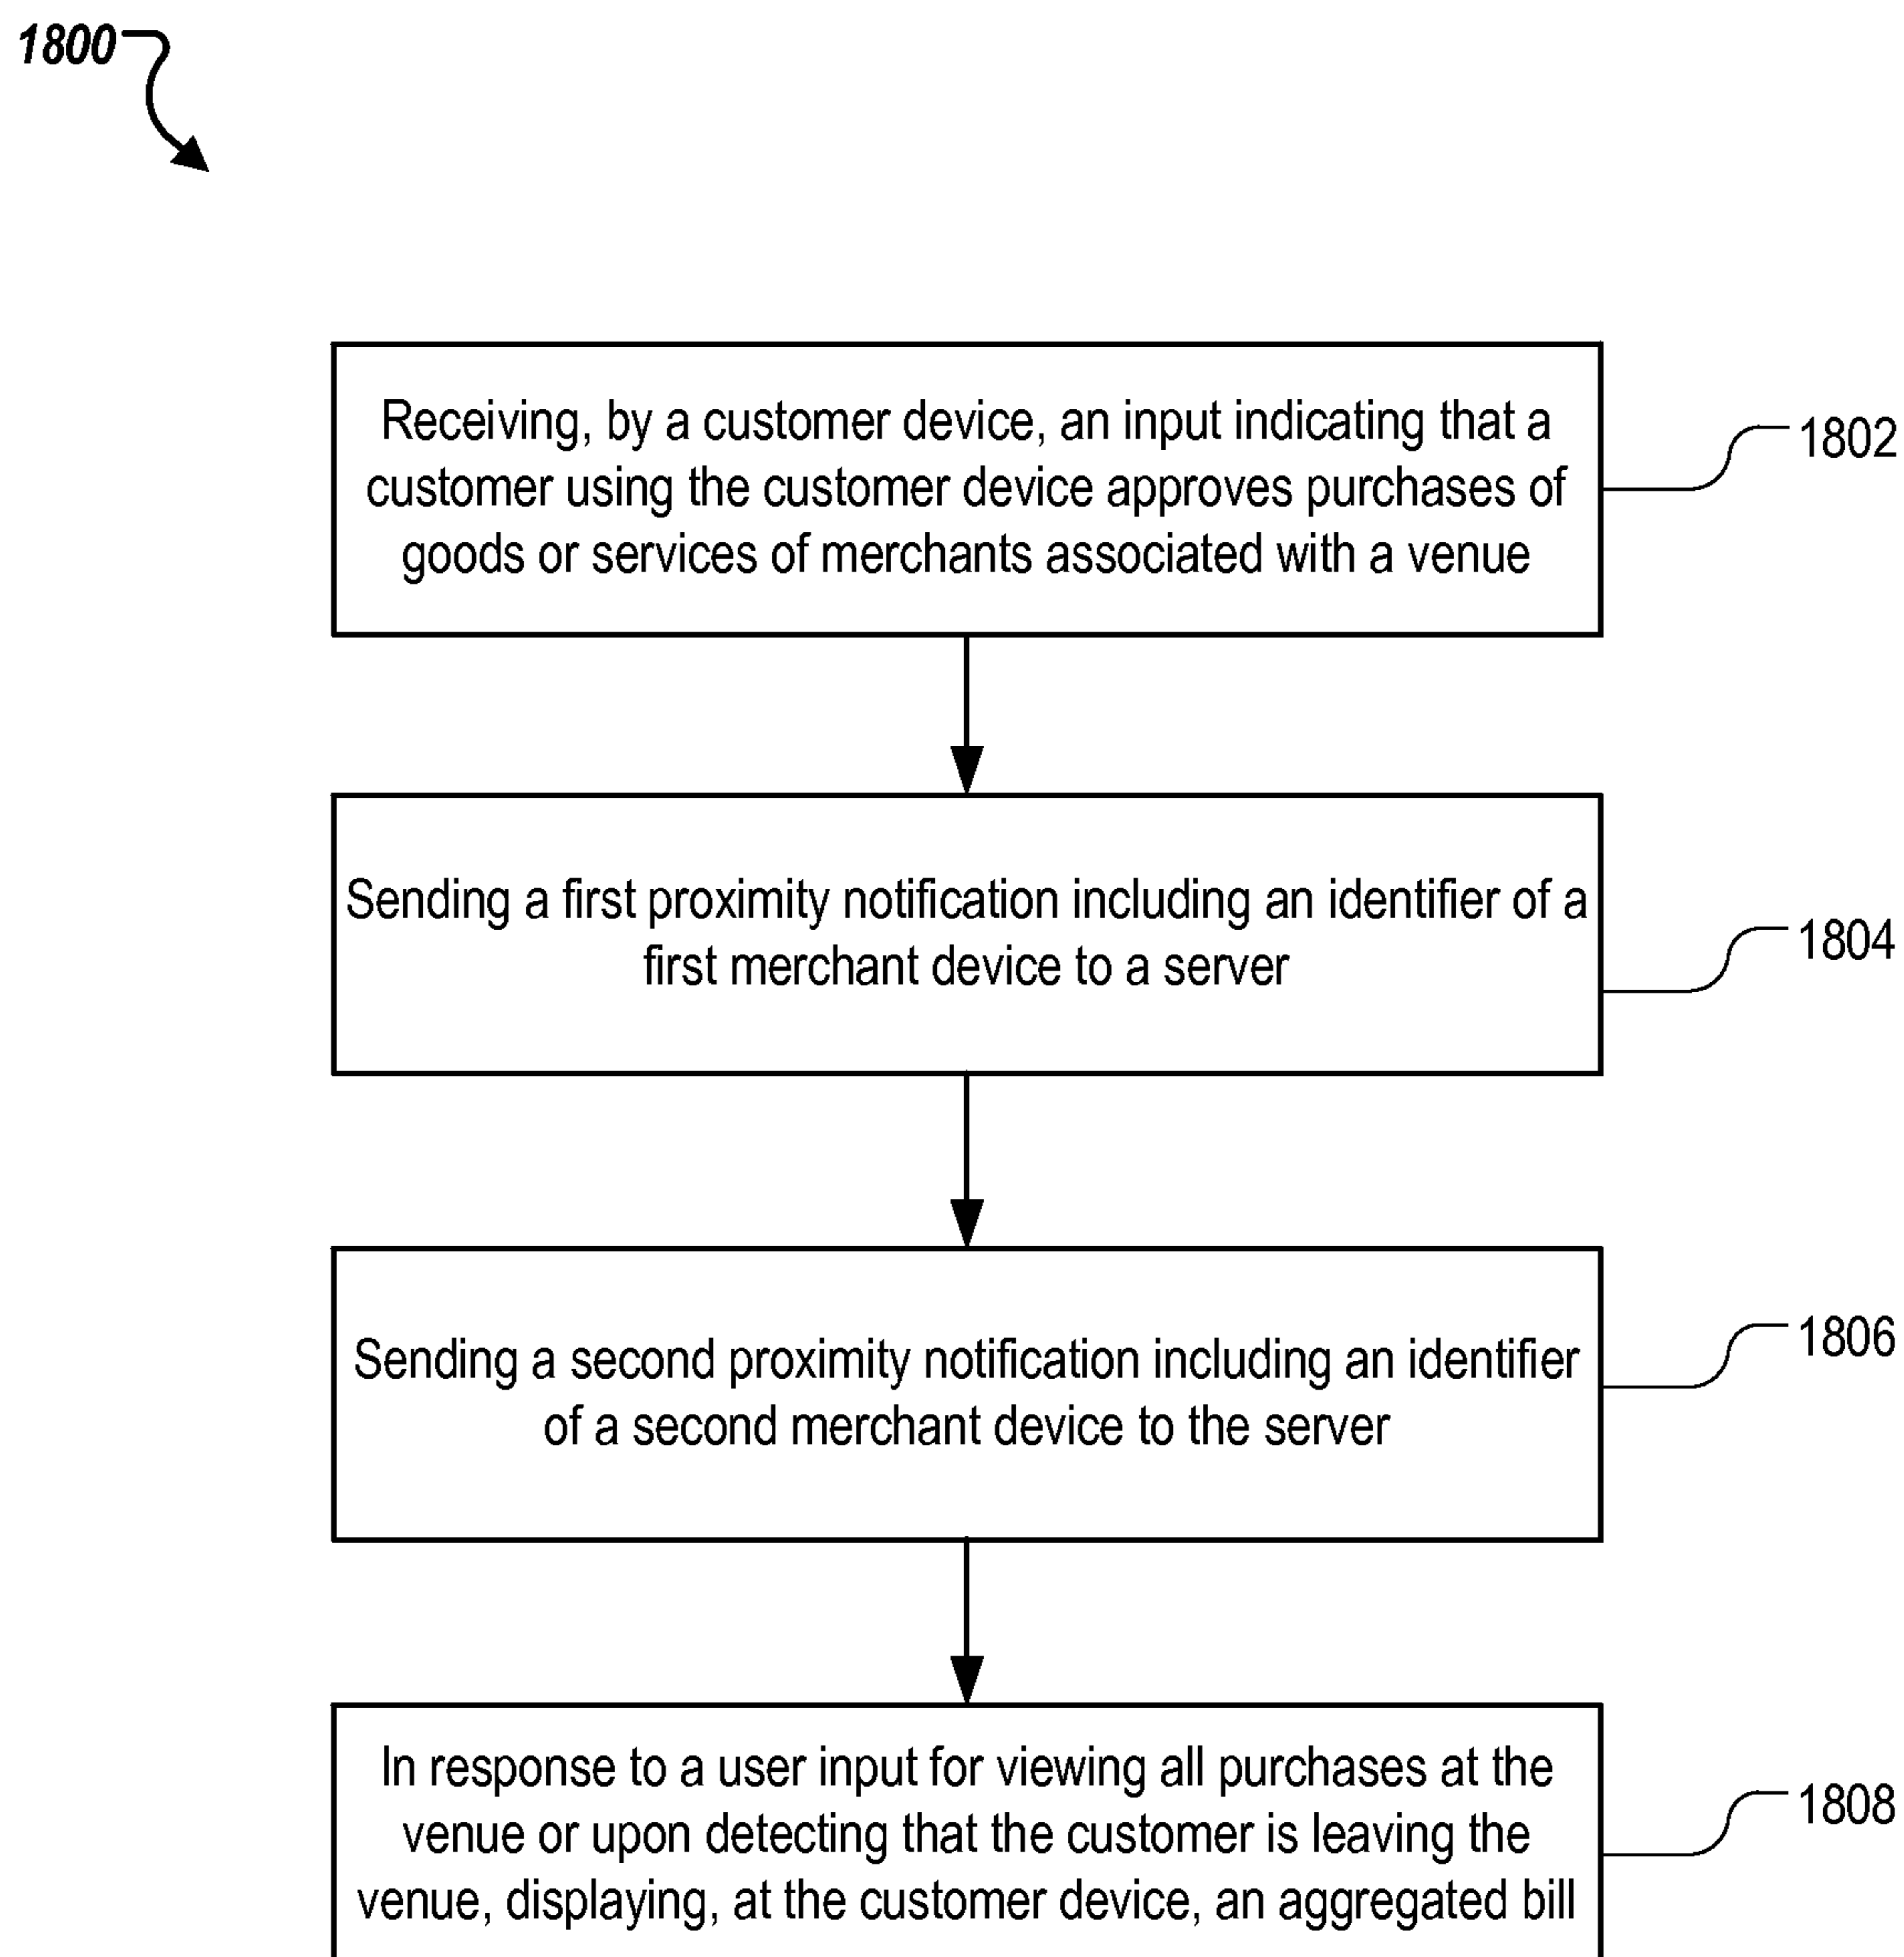 1800
Receiving, by a customer device, an input indicating that a
customer using the customer device approves purchases of
goods or services of merchants associated with a venue
1802
Sending a first proximity notification including an identifier of a
first merchant device to a server
1804
Sending a second proximity notification including an identifier
of a second merchant device to the server
1806
In response to a user input for viewing all purchases at the
venue or upon detecting that the customer is leaving the
venue, displaying, at the customer device, an aggregated bill
1808